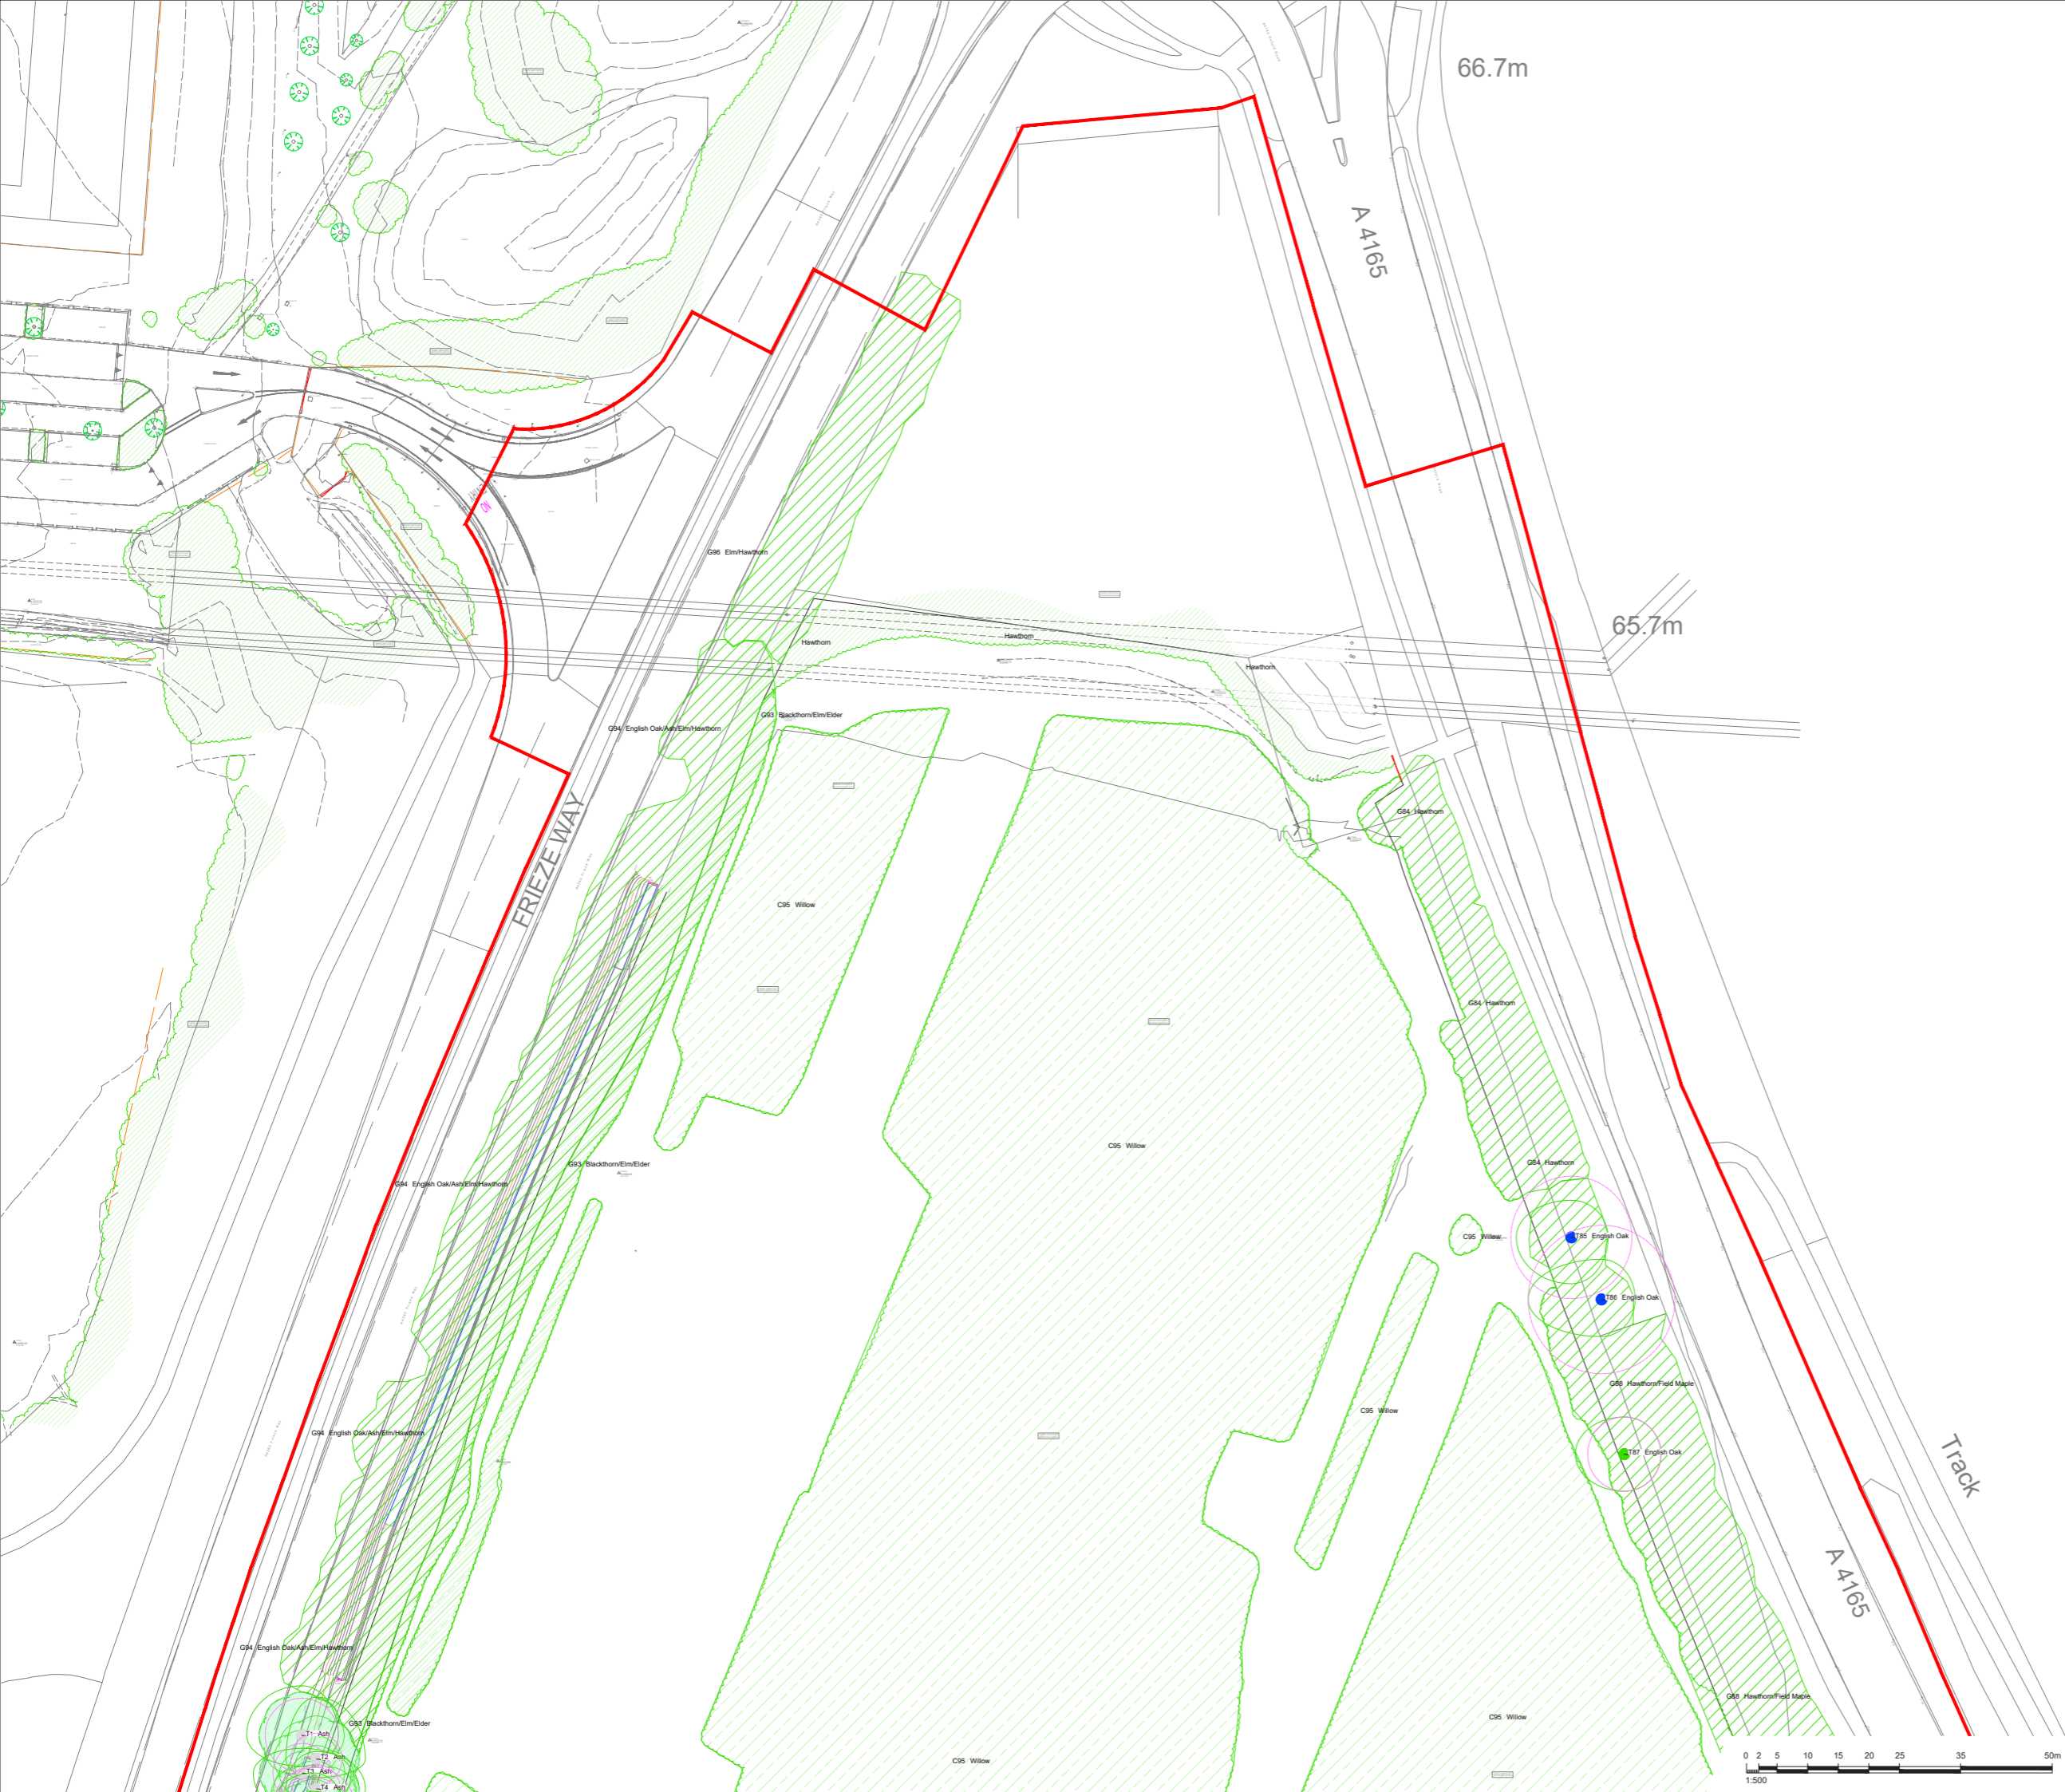 66.7m
A 4165
G96 Elm/Hawthorn
65.7m
Hawthorn
Hawthorn
Hawthorn
G93 Blackthorn/Elm/Elder
G94 English Oak/Ash/Elm/Hawthorn
FRIEZE WAY
G84 Hawthorn
C95 Willow
G84 Hawthorn
C95 Willow
G93 Blackthorn/Elm/Elder
G84 Hawthorn
G94 English Oak/Ash/Elm/Hawthorn
C95 Willow
T85 English Oak
T86 English Oak
G88 Hawthorn/Field Maple
C95 Willow
G94 English Oak/Ash/Elm/Hawthorn
T87 English Oak
Track
A 4165
G94 English Oak/Ash/Elm/Hawthorn
G88 Hawthorn/Field Maple
C95 Willow
G93 Blackthorn/Elm/Elder
T1 Ash
T2 Ash
C95 Willow
T3 Ash
T4 Ash
0 2 5 10 15 20 25 35 50m
1:500